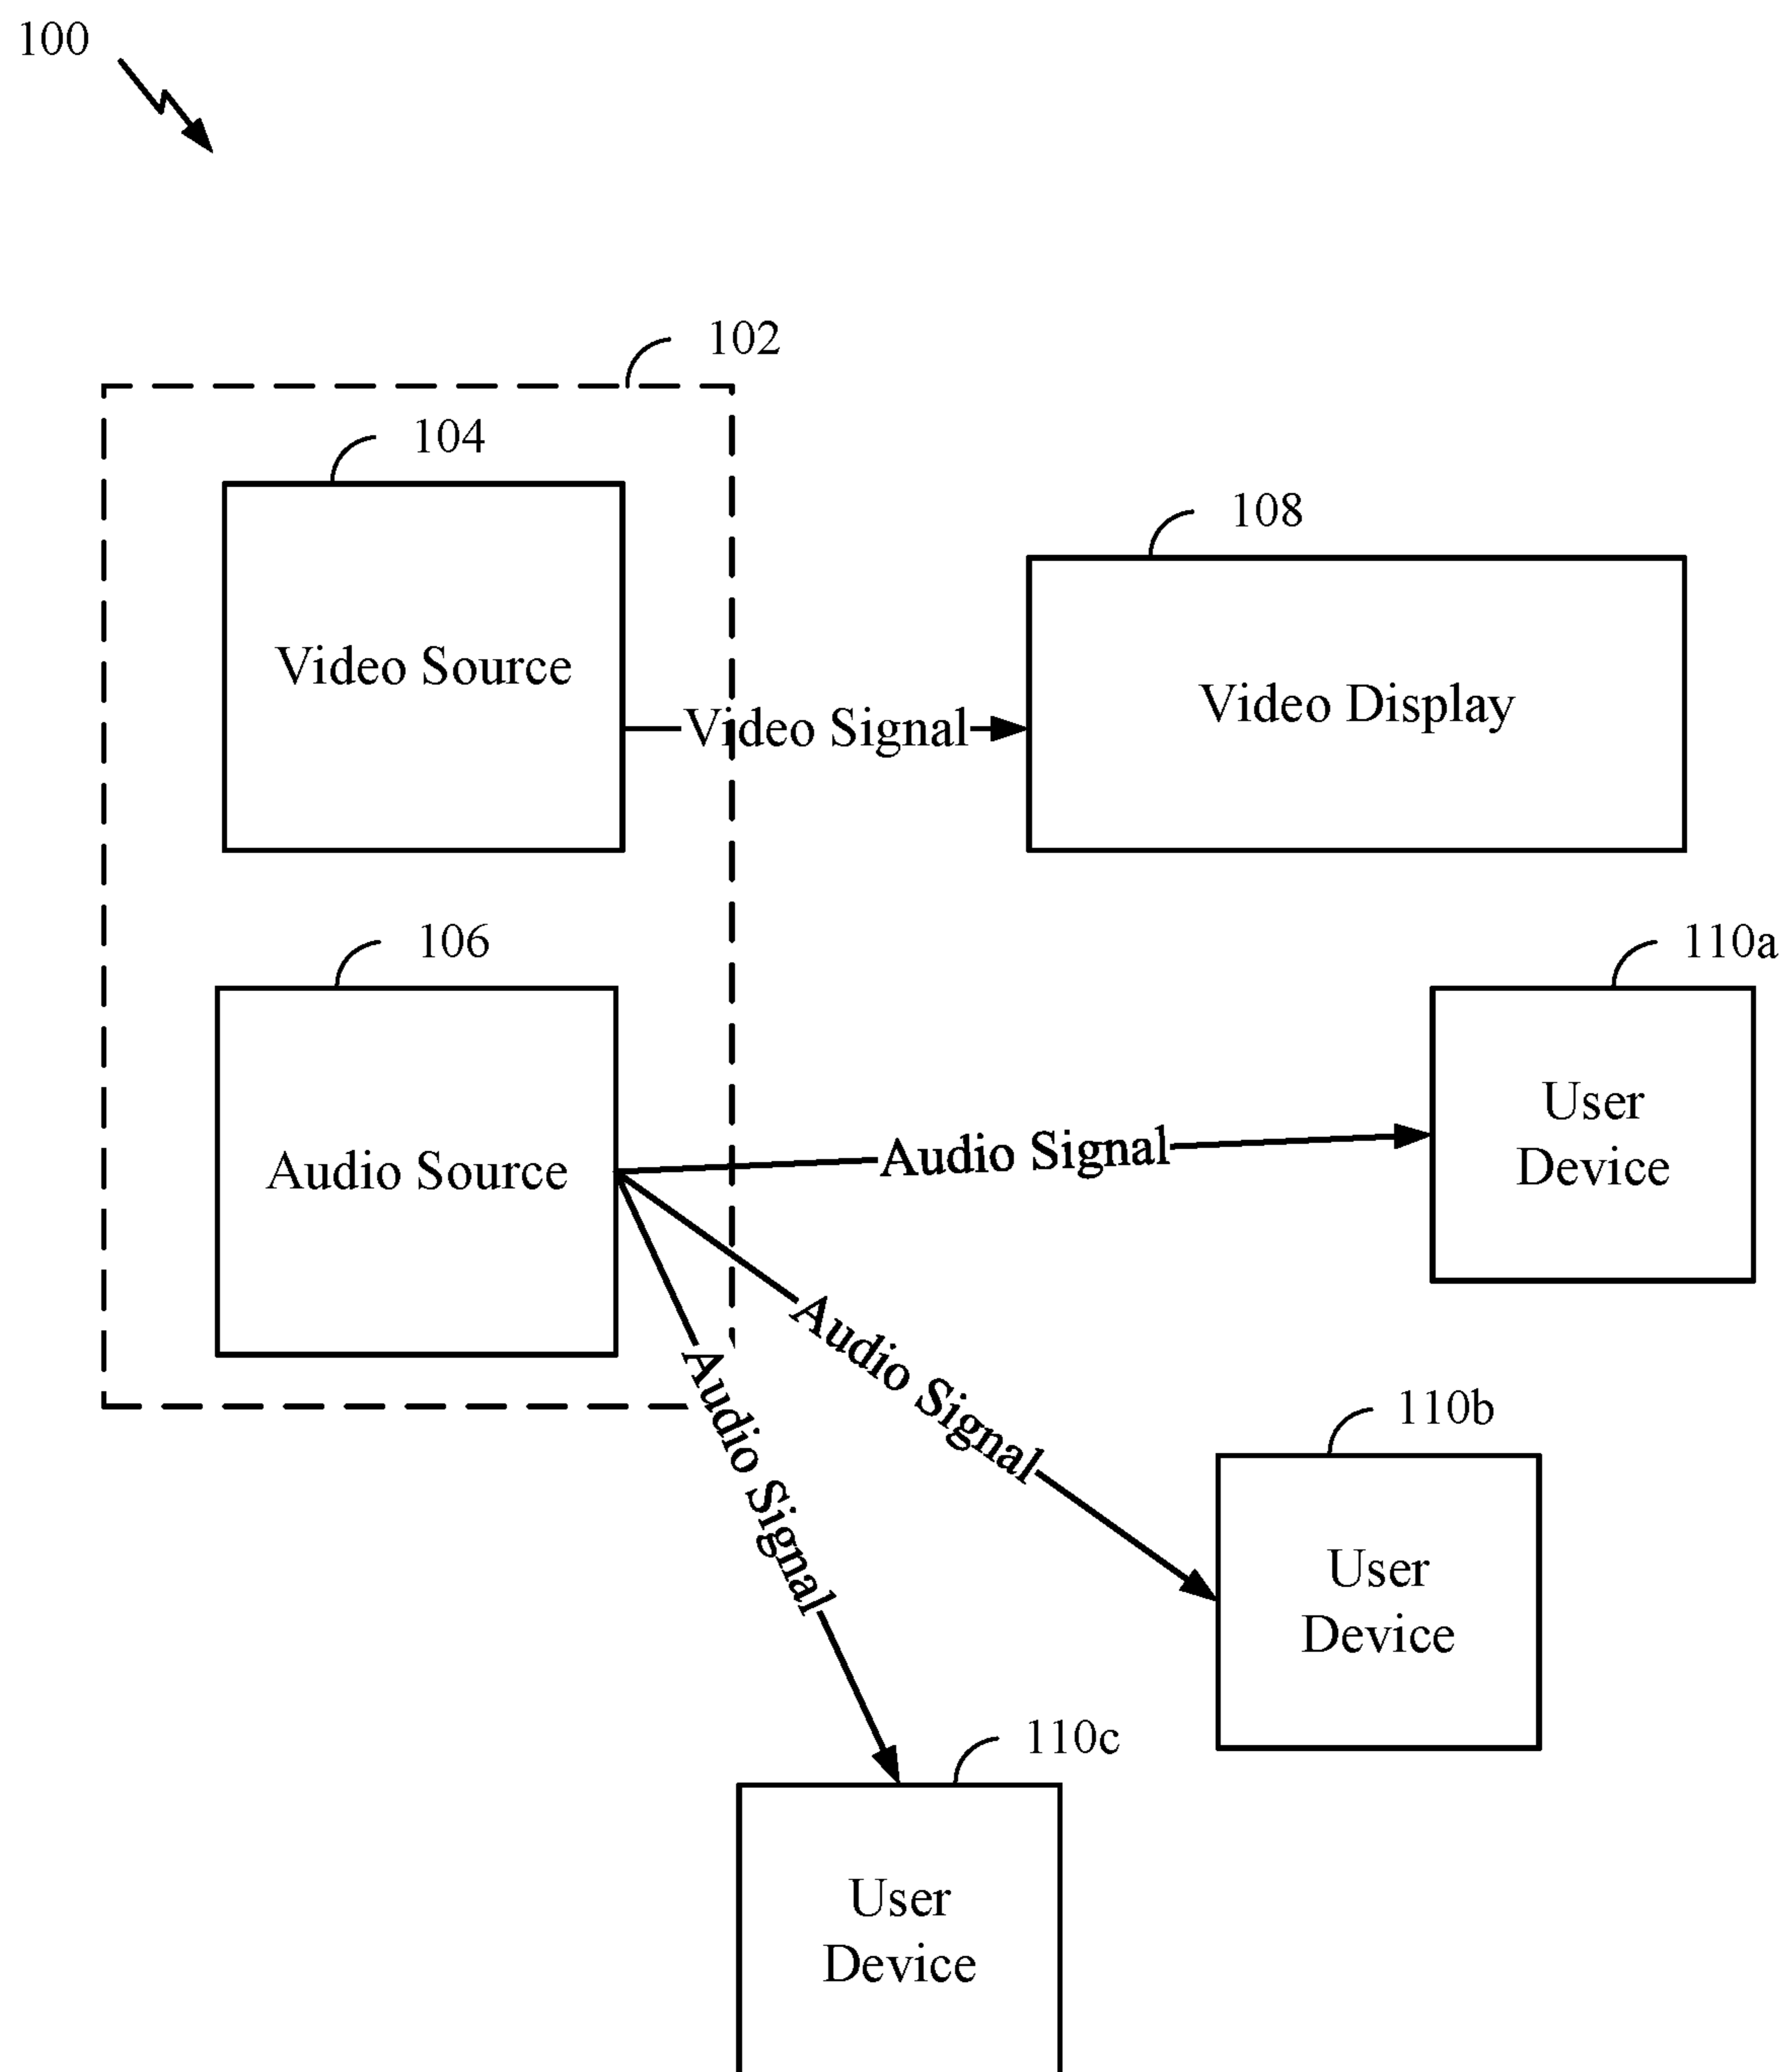 100
102
104
Video Source
108
Video Signal
Video Display
106
Audio Source
110a
User
Device
Audio Signal
Audio Signal
110b
User
Device
Audio Signal
110c
User
Device